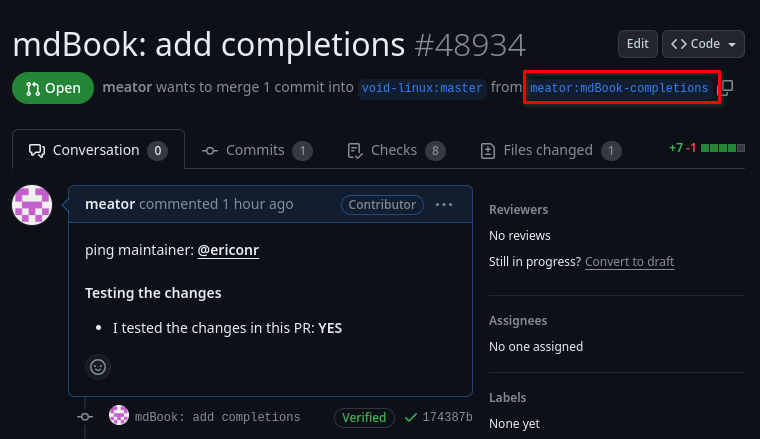 mdBook: add completions #48934
Edit
Code
Open
meator wants to merge 1 commit into void-linux:master from meator:mdBook-completions
Conversation 0
Commits 1
Checks 8
Files changed 1
+7 -1
meator commented 1 hour ago
Contributor
ping maintainer: @ericonr
Testing the changes
• I tested the changes in this PR: YES
mdBook: add completions
Verified
174387b
Reviewers
No reviews
Still in progress? Convert to draft
Assignees
No one assigned
Labels
None yet